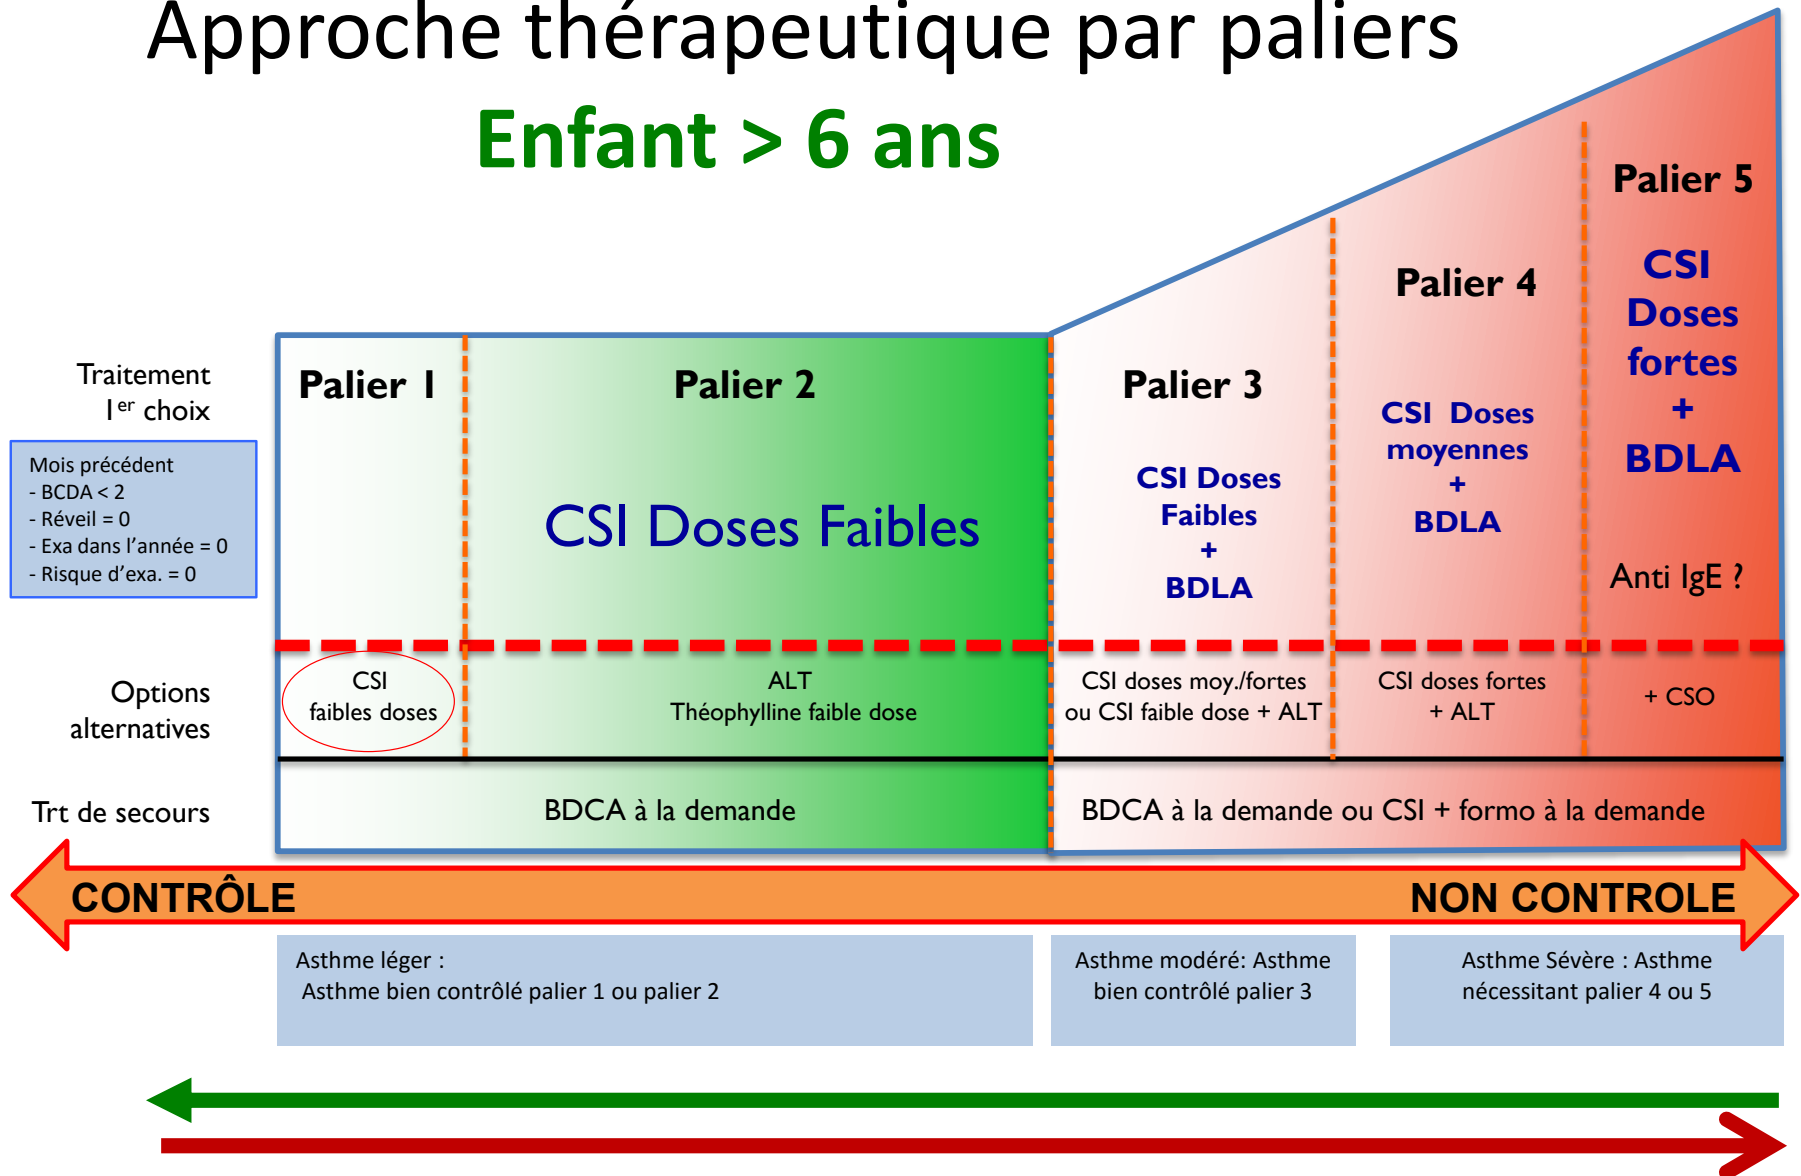 Approche thérapeutique par paliers
Enfant > 6 ans
Traitement
1er choix
Mois précédent
- BCDA < 2
- Réveil = 0
- Exa dans l'année = 0
- Risque d'exa. = 0
Palier 1
Palier 2
CSI Doses Faibles
Palier 3
CSI Doses
Faibles
+
BDLA
Palier 4
CSI Doses
moyennes
+
BDLA
Palier 5
CSI
Doses
fortes
+
BDLA
Anti IgE ?
Options
alternatives
CSI
faibles doses
ALT
Théophylline faible dose
CSI doses moy./fortes
ou CSI faible dose + ALT
CSI doses fortes
+ ALT
+ CSO
Trt de secours
BDCA à la demande
BDCA à la demande ou CSI + formo à la demande
CONTRÔLE
NON CONTROLE
Asthme léger :
Asthme bien contrôlé palier 1 ou palier 2
Asthme modéré: Asthme
bien contrôlé palier 3
Asthme Sévère : Asthme
nécessitant palier 4 ou 5